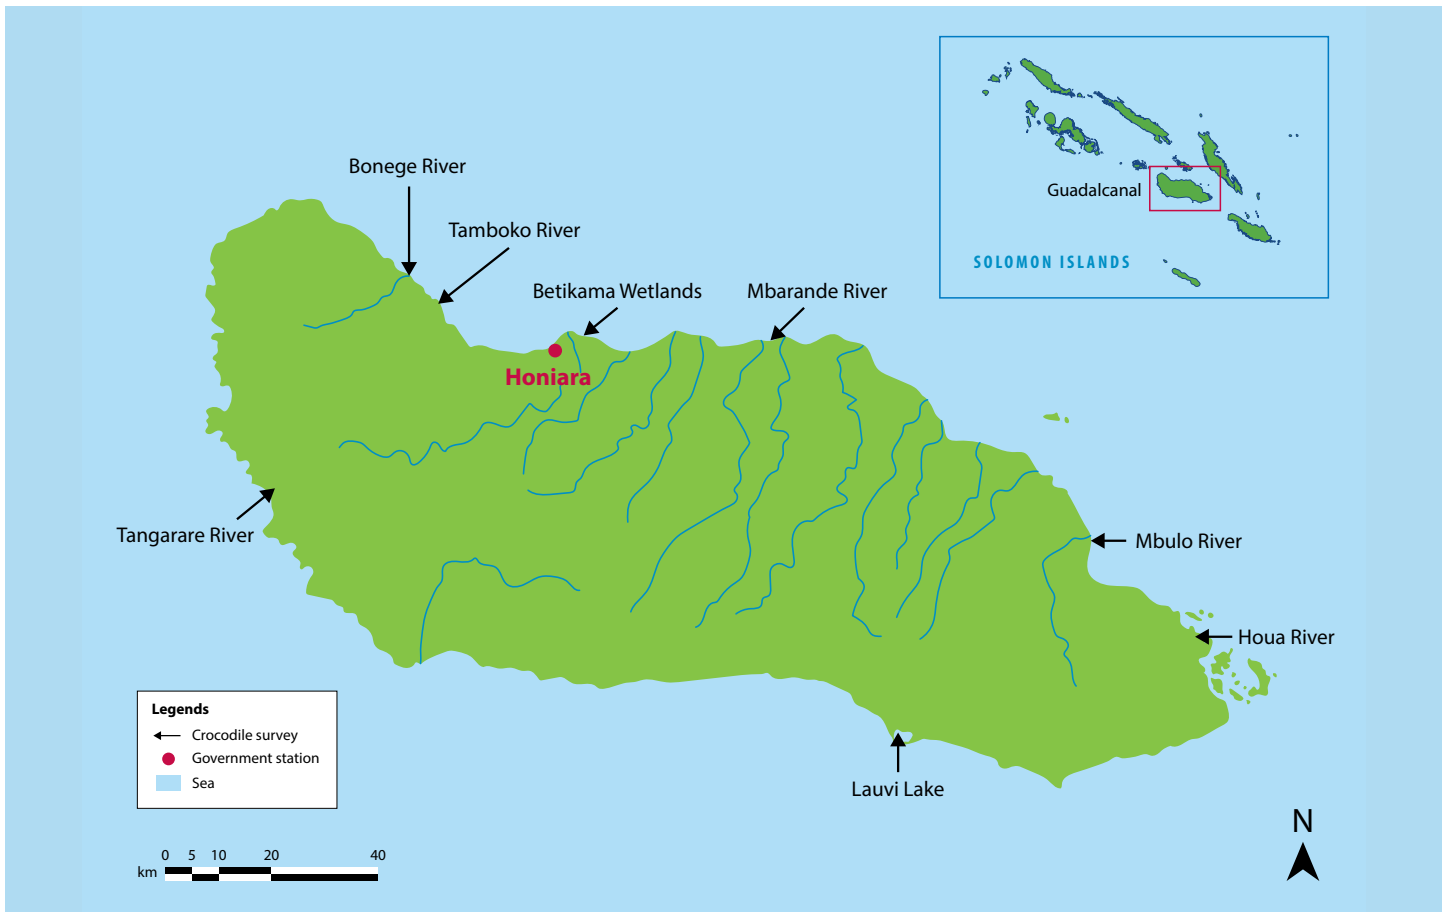 Bonege River
Tamboko River
Betikama Wetlands
Mbarande River
Guadalcanal
SOLOMON ISLANDS
Honiara
Tangarare River
Mbulo River
Houa River
Lauvi Lake
Legends
Crocodile survey
Government station
Sea
0 5 10 20 40
km
N